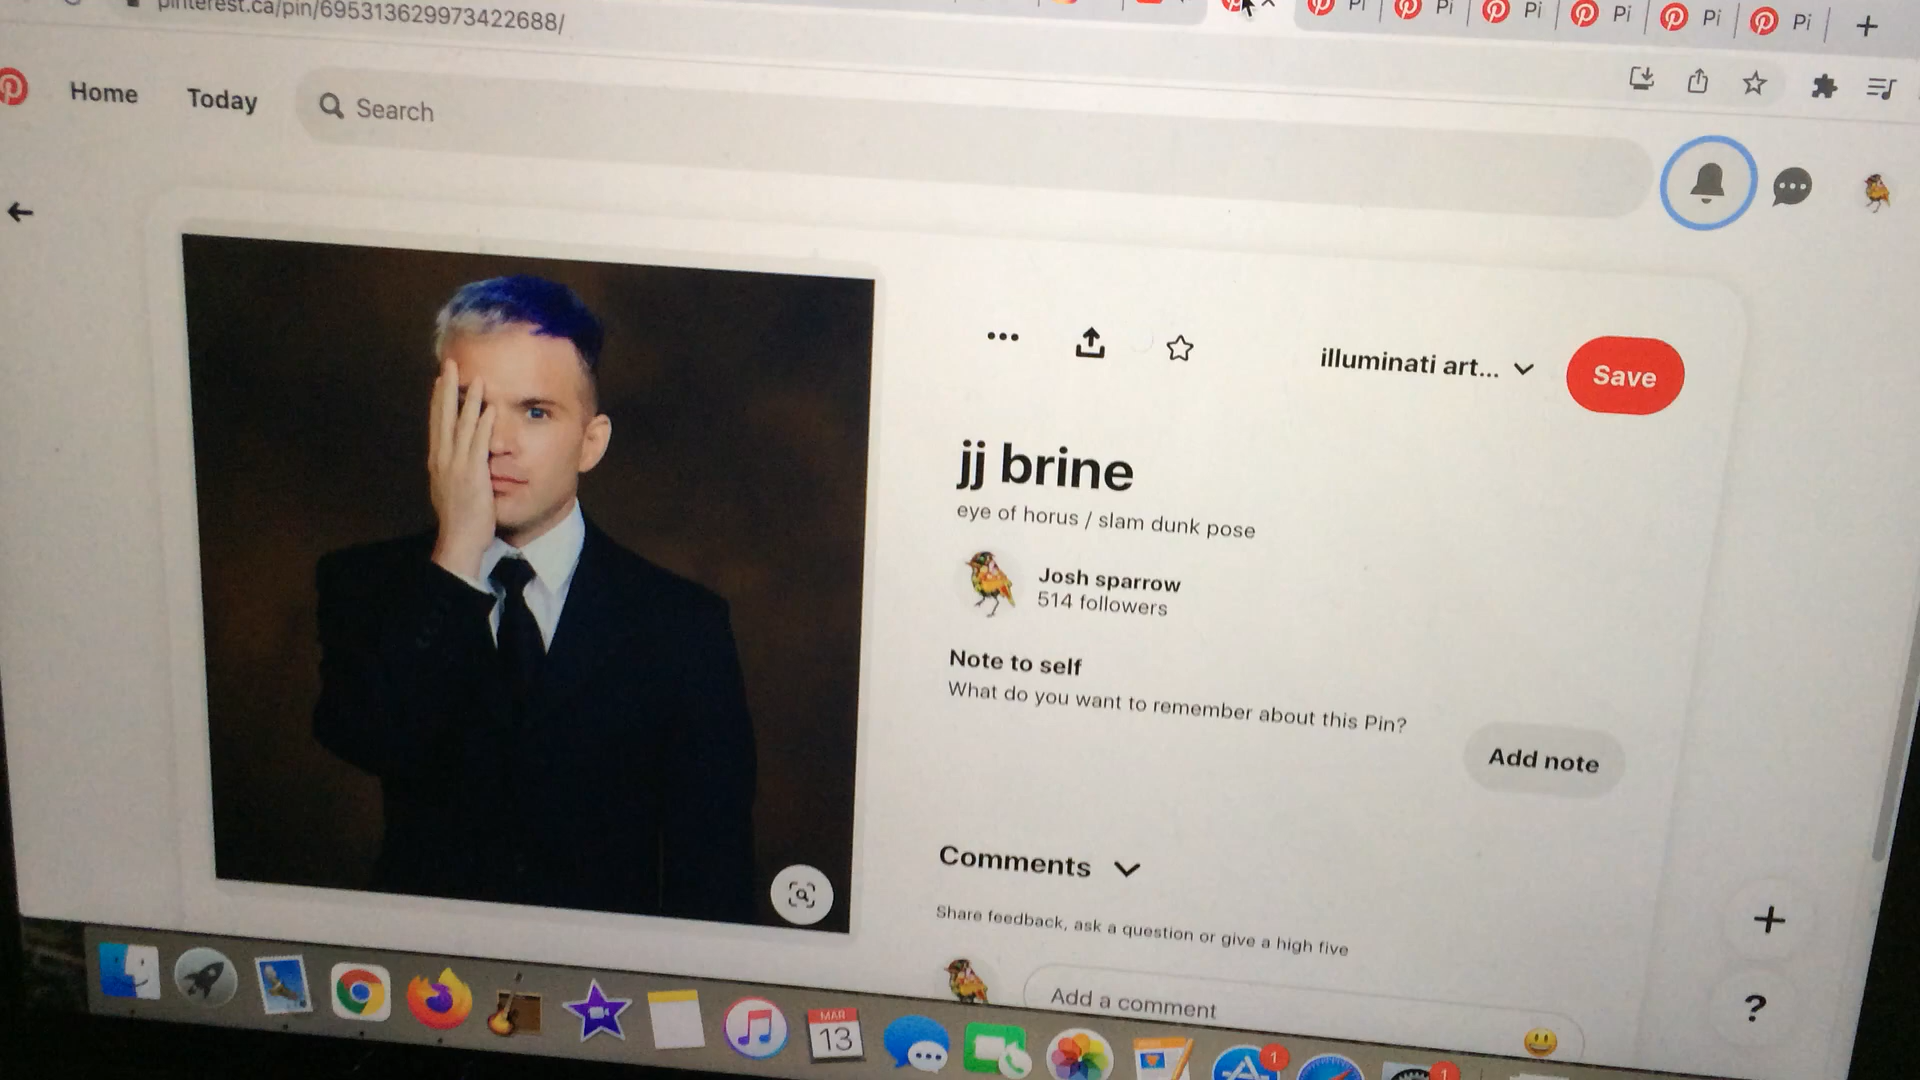 pinterest.ca/pin/695313629973422688/
Pi
Pi
Pi
Pi
Pi
Pi
Home
Today
Search
illuminati art...
Save
jj brine
eye of horus / slam dunk pose
Josh sparrow
514 followers
Note to self
What do you want to remember about this Pin?
Add note
Comments
Share feedback, ask a question or give a high five
Add a comment
?
MAR
13
1
1